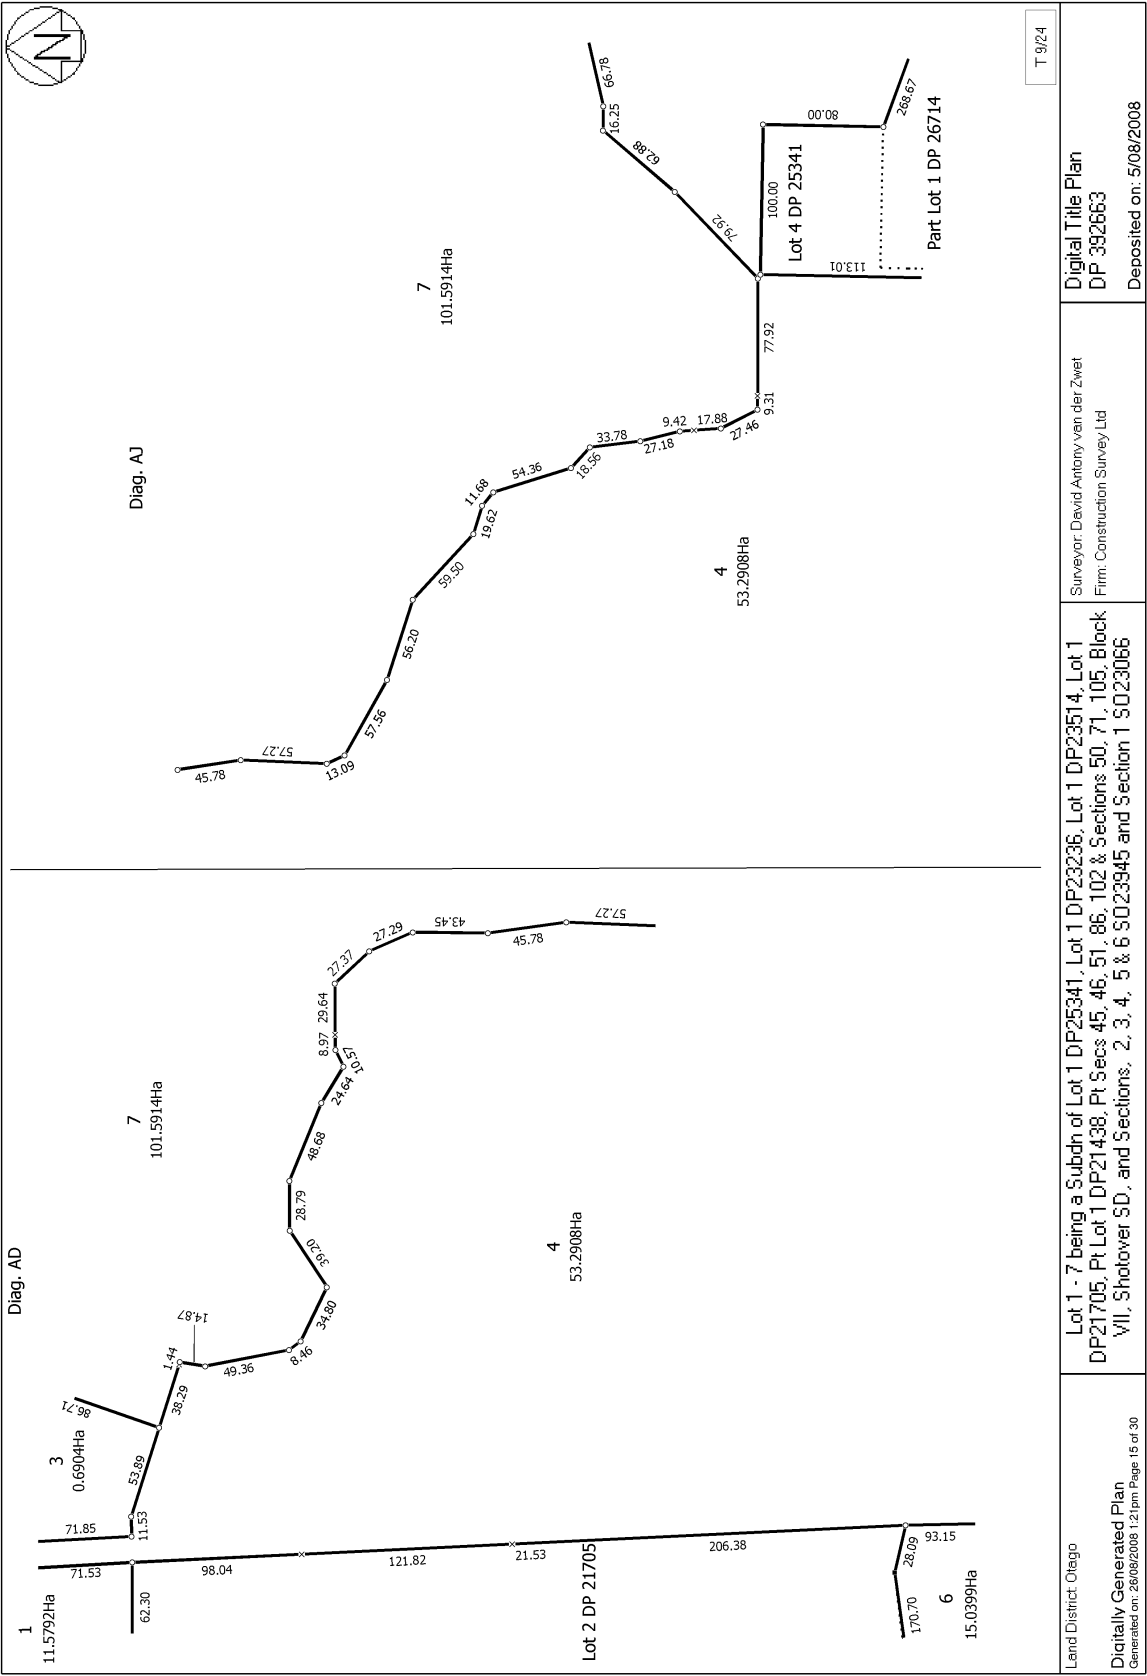 N
T 9/24
Diag. AD
1
11.5792Ha
3
0.6904Ha
7
101.5914Ha
4
53.2908Ha
6
15.0399Ha
Lot 2 DP 21705
71.53
71.85
62.30
98.04
121.82
21.53
206.38
170.70
28.09
93.15
11.53
53.89
86.71
38.29
1.44
14.87
49.36
8.46
34.80
39.20
28.79
48.68
24.64
10.57
8.97
29.64
27.37
27.29
43.45
45.78
57.27
Diag. AJ
7
101.5914Ha
4
53.2908Ha
Lot 4 DP 25341
Part Lot 1 DP 26714
45.78
57.27
13.09
57.56
56.20
59.50
19.62
11.68
54.36
18.56
33.78
27.18
9.42
17.88
27.46
9.31
77.92
79.92
62.88
16.25
66.78
100.00
113.01
80.00
268.67
Land District: Otago
Digitally Generated Plan
Generated on: 26/08/2008 1:21pm Page 15 of 30
Lot 1 - 7 being a Subdn of Lot 1 DP25341, Lot 1 DP23236, Lot 1 DP23514, Lot 1
DP21705, Pt Lot 1 DP21438, Pt Secs 45, 46, 51, 86, 102 & Sections 50, 71, 105, Block
VII, Shotover SD, and Sections, 2, 3, 4, 5 & 6 SO23945 and Section 1 SO23066
Surveyor: David Antony van der Zwet
Firm: Construction Survey Ltd
Digital Title Plan
DP 392663
Deposited on: 5/08/2008